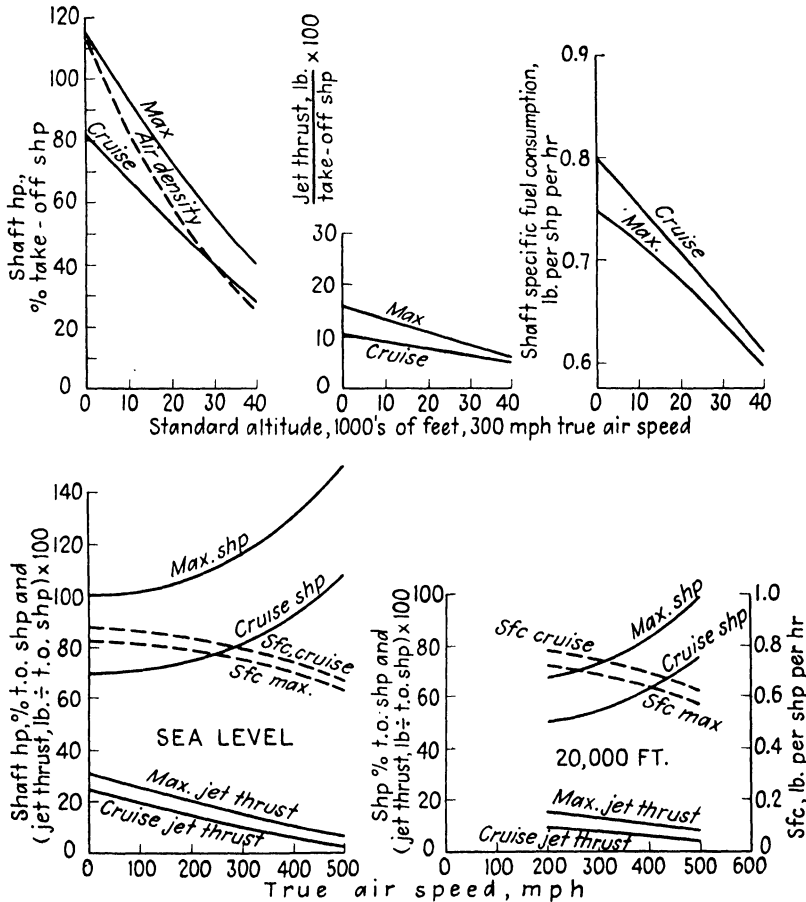 120
100
80
60
40
20
0
Shaft hp.,
% take-off shp
Max
Air density
Cruise
0 10 20 30 40
Jet thrust, lb.
take-off shp
×100
30
20
10
0
Max
Cruise
0 10 20 30 40
0.9
0.8
0.7
0.6
Shaft specific fuel consumption,
lb. per shp per hr
Cruise
Max.
0 10 20 30 40
Standard altitude, 1000's of feet, 300 mph true air speed
140
120
100
80
60
40
20
0
Shaft hp, % t.o. shp and
(jet thrust, lb. ÷ t.o. shp) ×100
Max. shp
Cruise shp
Sfc, cruise
Sfc max.
SEA LEVEL
Max. jet thrust
Cruise jet thrust
0 100 200 300 400 500
100
80
60
40
20
0
Shp % t.o. shp and
(jet thrust, lb ÷ t.o. shp) ×100
Max. shp
Cruise shp
Sfc cruise
Sfc max
20,000 FT.
Max. jet thrust
Cruise jet thrust
0 100 200 300 400 500 600
1.0
0.8
0.6
0.4
0.2
0
Sfc, lb. per shp per hr
True air speed, mph